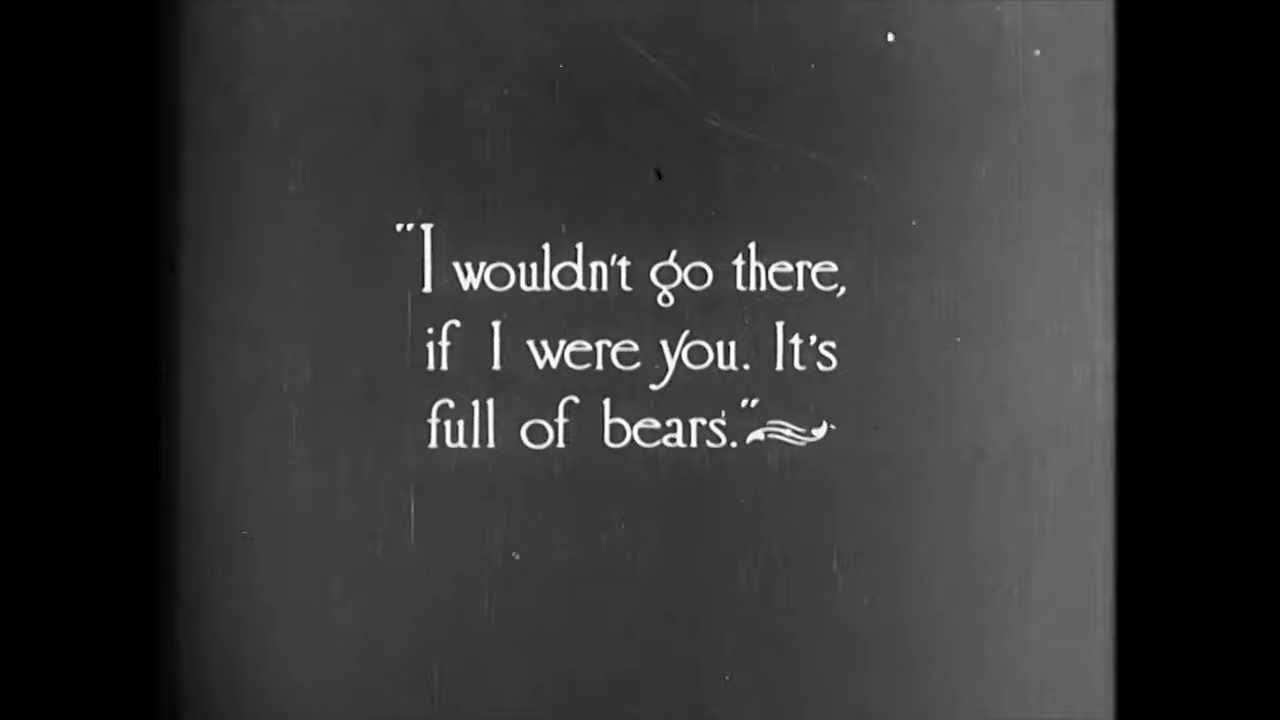 "I wouldn't go there,
if I were you. It's
full of bears."